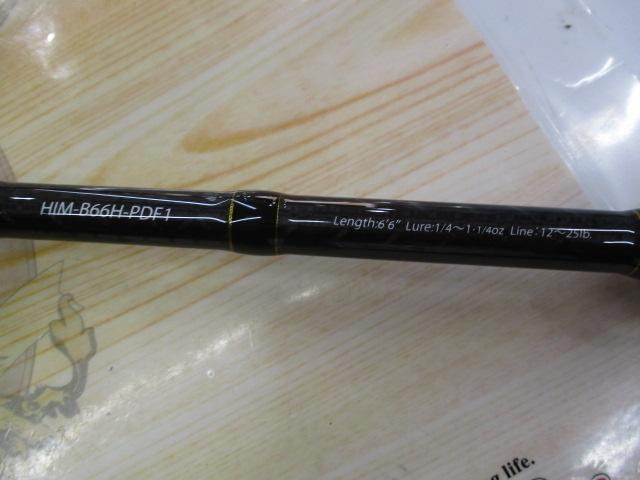 HIM-B66H-PDF1
Length:6'6" Lure:1/4~1·1/4oz Line:12~25lb.
life.